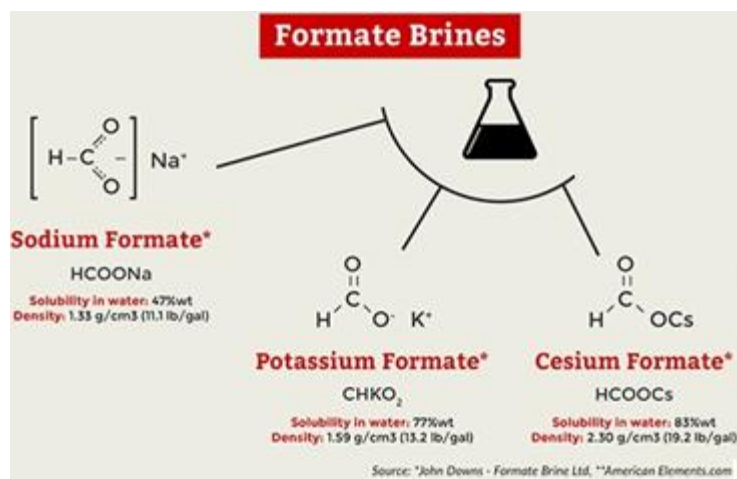 Formate Brines
H-C
O
O
-
Na⁺
Sodium Formate*
HCOONa
Solubility in water: 47%wt
Density: 1.33 g/cm3 (11.1 lb/gal)
O
C
H O⁻ K⁺
Potassium Formate*
CHKO₂
Solubility in water: 77%wt
Density: 1.59 g/cm3 (13.2 lb/gal)
O
C
H OCs
Cesium Formate*
HCOOCs
Solubility in water: 83%wt
Density: 2.30 g/cm3 (19.2 lb/gal)
Source: *John Downs - Formate Brine Ltd, **American Elements.com